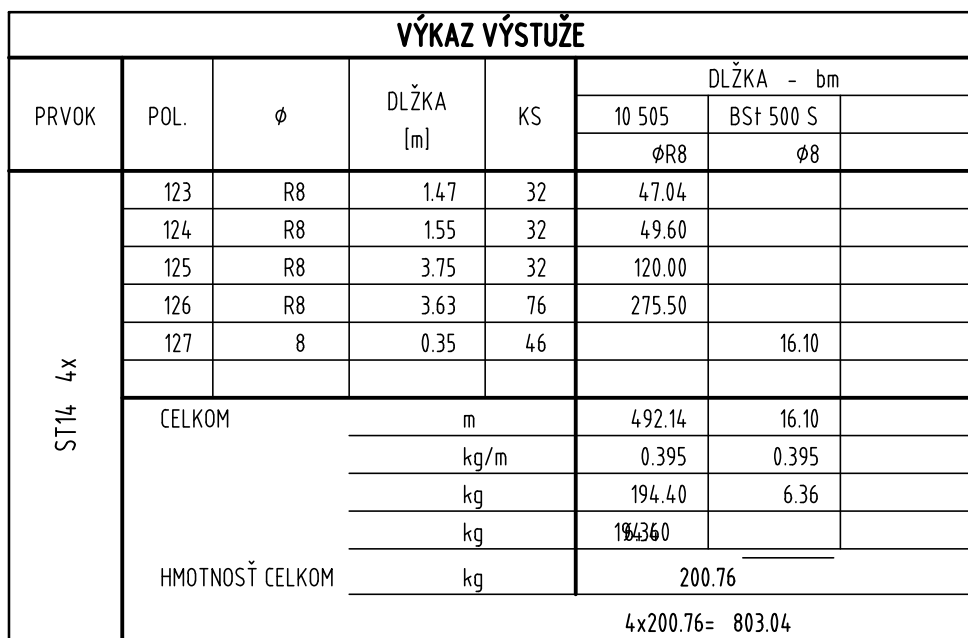 VÝKAZ VÝSTUŽE
PRVOK POL. ϕ DLŽKA [m] KS DLŽKA - bm
10 505 BSt 500 S
ϕR8 ϕ8
123 R8 1.47 32 47.04
124 R8 1.55 32 49.60
125 R8 3.75 32 120.00
126 R8 3.63 76 275.50
127 8 0.35 46 16.10
ST14 4x
CELKOM m 492.14 16.10
kg/m 0.395 0.395
kg 194.40 6.36
kg
HMOTNOSŤ CELKOM kg 200.76
4x200.76= 803.04